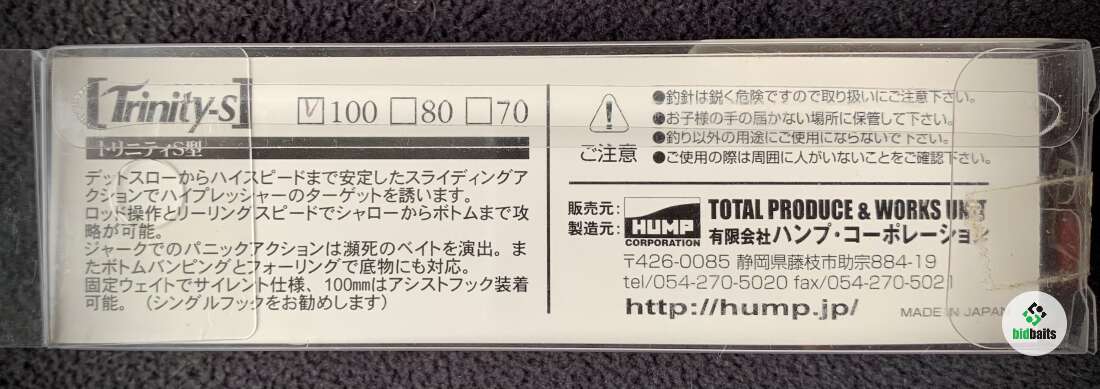 [Trinity-S] ☑100 □80 □70
トリニティS型
デットスローからハイスピードまで安定したスライディングア
クションでハイプレッシャーのターゲットを誘います。
ロッド操作とリーリングスピードでシャローからボトムまで攻
略が可能。
ジャークでのパニックアクションは瀕死のベイトを演出。ま
たボトムバンピングとフォーリングで底物にも対応。
固定ウェイトでサイレント仕様、100mmはアシストフック装着
可能。（シングルフックをお勧めします）
ご注意
●釣針は鋭く危険ですので取り扱いにご注意下さい。
●お子様の手の届かない場所に保管して下さい。
●釣り以外の用途にご使用にならないで下さい。
●ご使用の際は周囲に人がいないことをご確認下さい。
販売元:
製造元:
HUMP
CORPORATION
TOTAL PRODUCE & WORKS UNIT
有限会社ハンプ・コーポレーション
〒426-0085 静岡県藤枝市助宗884-19
tel/054-270-5020 fax/054-270-5021
http://hump.jp/
MADE IN JAPAN
bidbaits